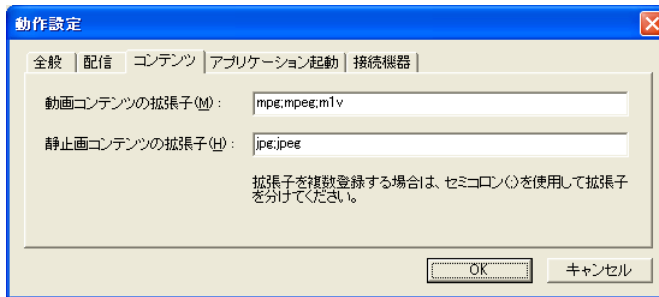 動作設定
全般 配信 コンテンツ アプリケーション起動 接続機器
動画コンテンツの拡張子(M): mpg;mpeg;m1v
静止画コンテンツの拡張子(H): jpg;jpeg
拡張子を複数登録する場合は、セミコロン(;)を使用して拡張子
を分けてください。
OK キャンセル